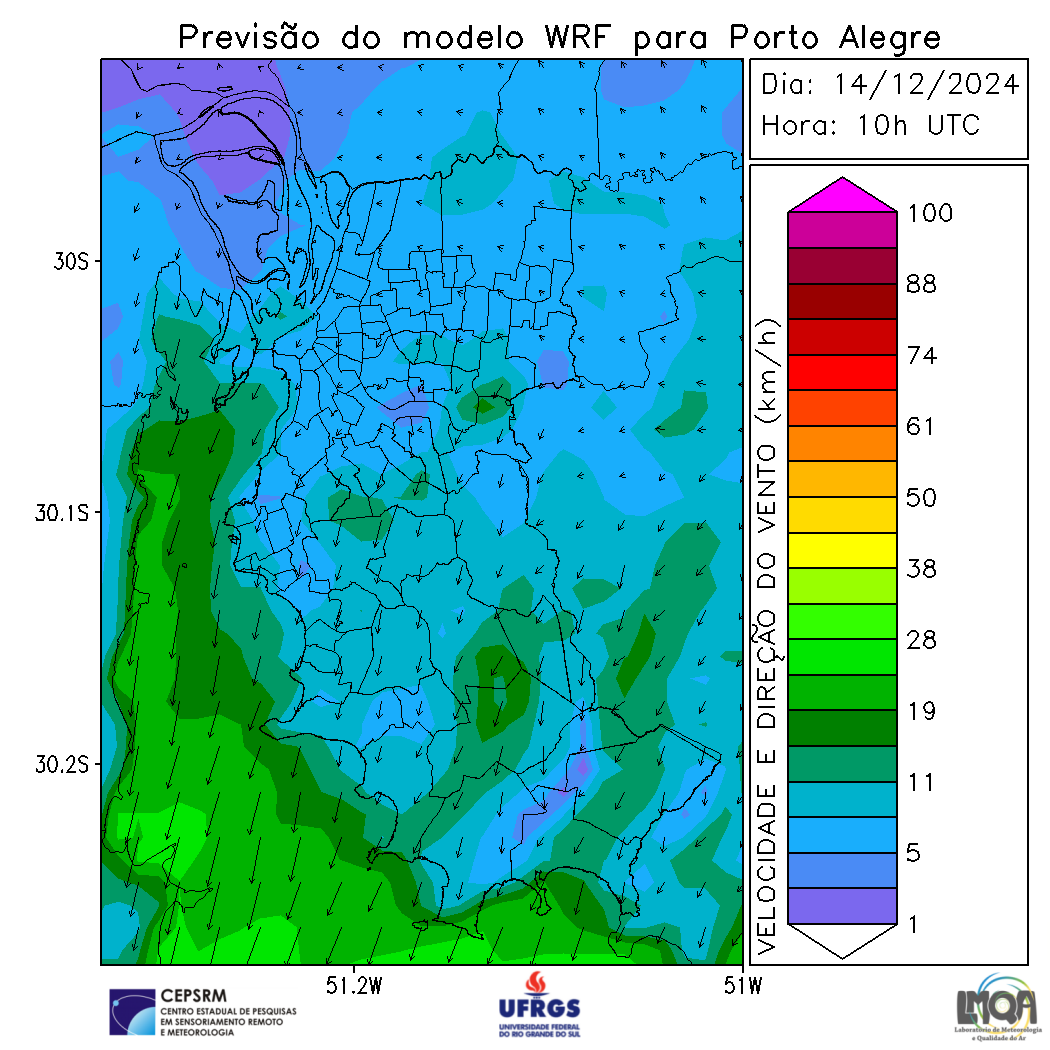 Previsão do modelo WRF para Porto Alegre
Dia: 14/12/2024
Hora: 10h UTC
30S
30.1S
30.2S
51.2W
51W
VELOCIDADE E DIREÇÃO DO VENTO (km/h)
100
88
74
61
50
38
28
19
11
5
1
CEPSRM
CENTRO ESTADUAL DE PESQUISAS
EM SENSORIAMENTO REMOTO
E METEOROLOGIA
UFRGS
UNIVERSIDADE FEDERAL
DO RIO GRANDE DO SUL
LMQA
Laboratório de Meteorologia
e Qualidade do Ar